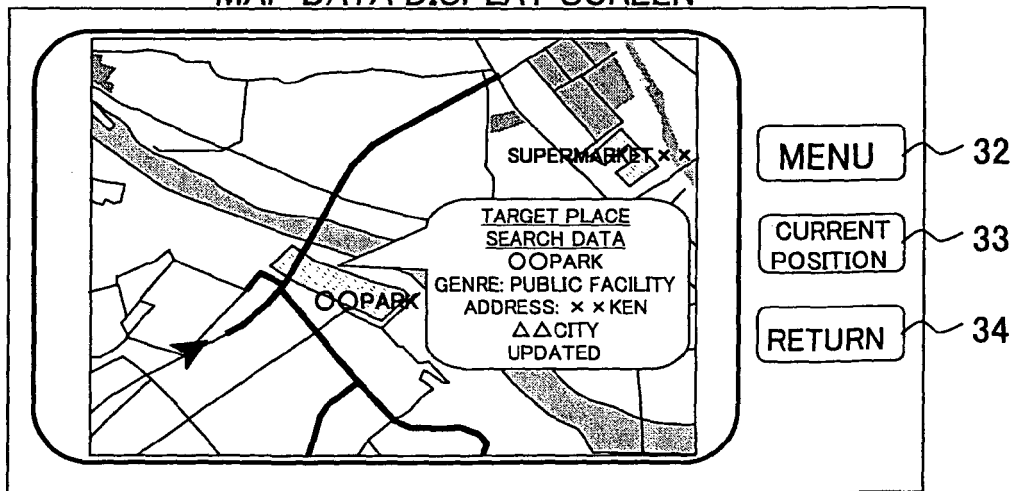 MAP DATA DISPLAY SCREEN
SUPERMARKET××
TARGET PLACE
SEARCH DATA
○○PARK
GENRE: PUBLIC FACILITY
ADDRESS: ××KEN
△△CITY
UPDATED
○○PARK
MENU
32
CURRENT
POSITION
33
RETURN
34